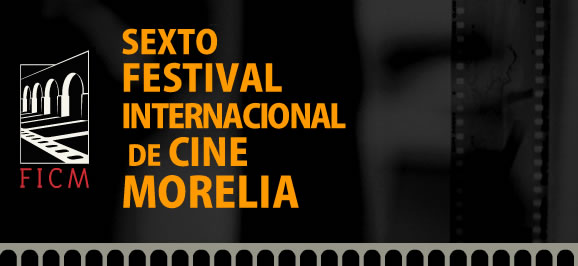 SEXTO
FESTIVAL
INTERNACIONAL
DE CINE
MORELIA
FICM